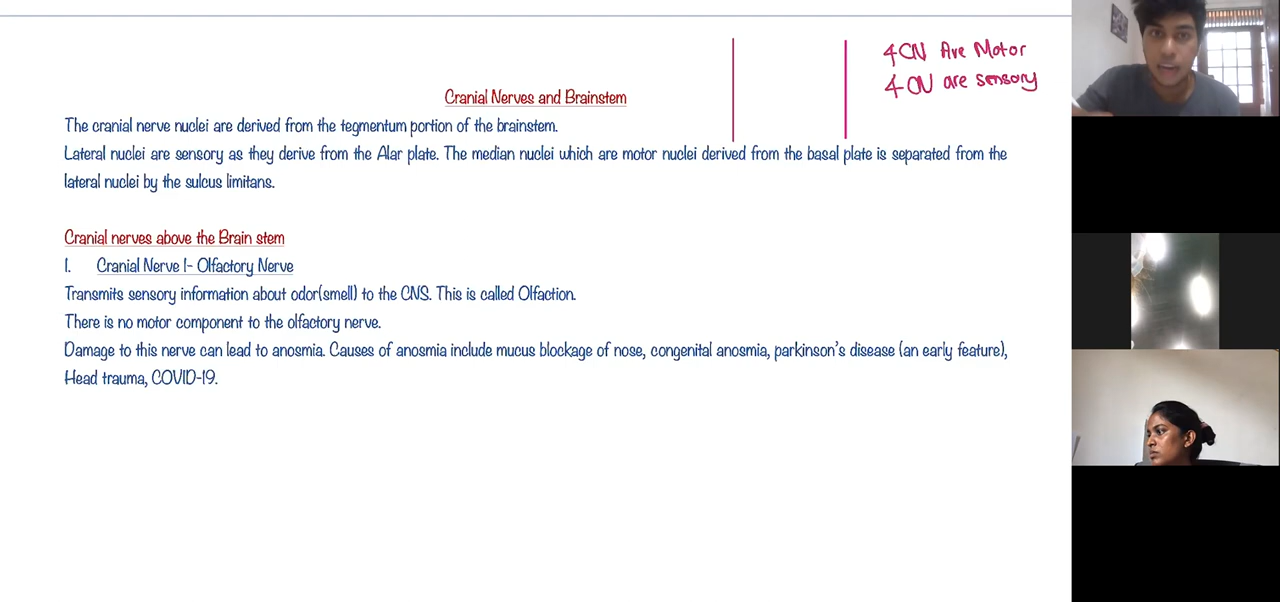 4 CN Are Motor
4 CN are sensory
Cranial Nerves and Brainstem
The cranial nerve nuclei are derived from the tegmentum portion of the brainstem.
Lateral nuclei are sensory as they derive from the Alar plate. The median nuclei which are motor nuclei derived from the basal plate is separated from the
lateral nuclei by the sulcus limitans.
Cranial nerves above the Brain stem
1. Cranial Nerve 1- Olfactory Nerve
Transmits sensory information about odor(smell) to the CNS. This is called Olfaction.
There is no motor component to the olfactory nerve.
Damage to this nerve can lead to anosmia. Causes of anosmia include mucus blockage of nose, congenital anosmia, parkinson's disease (an early feature),
Head trauma, COVID-19.